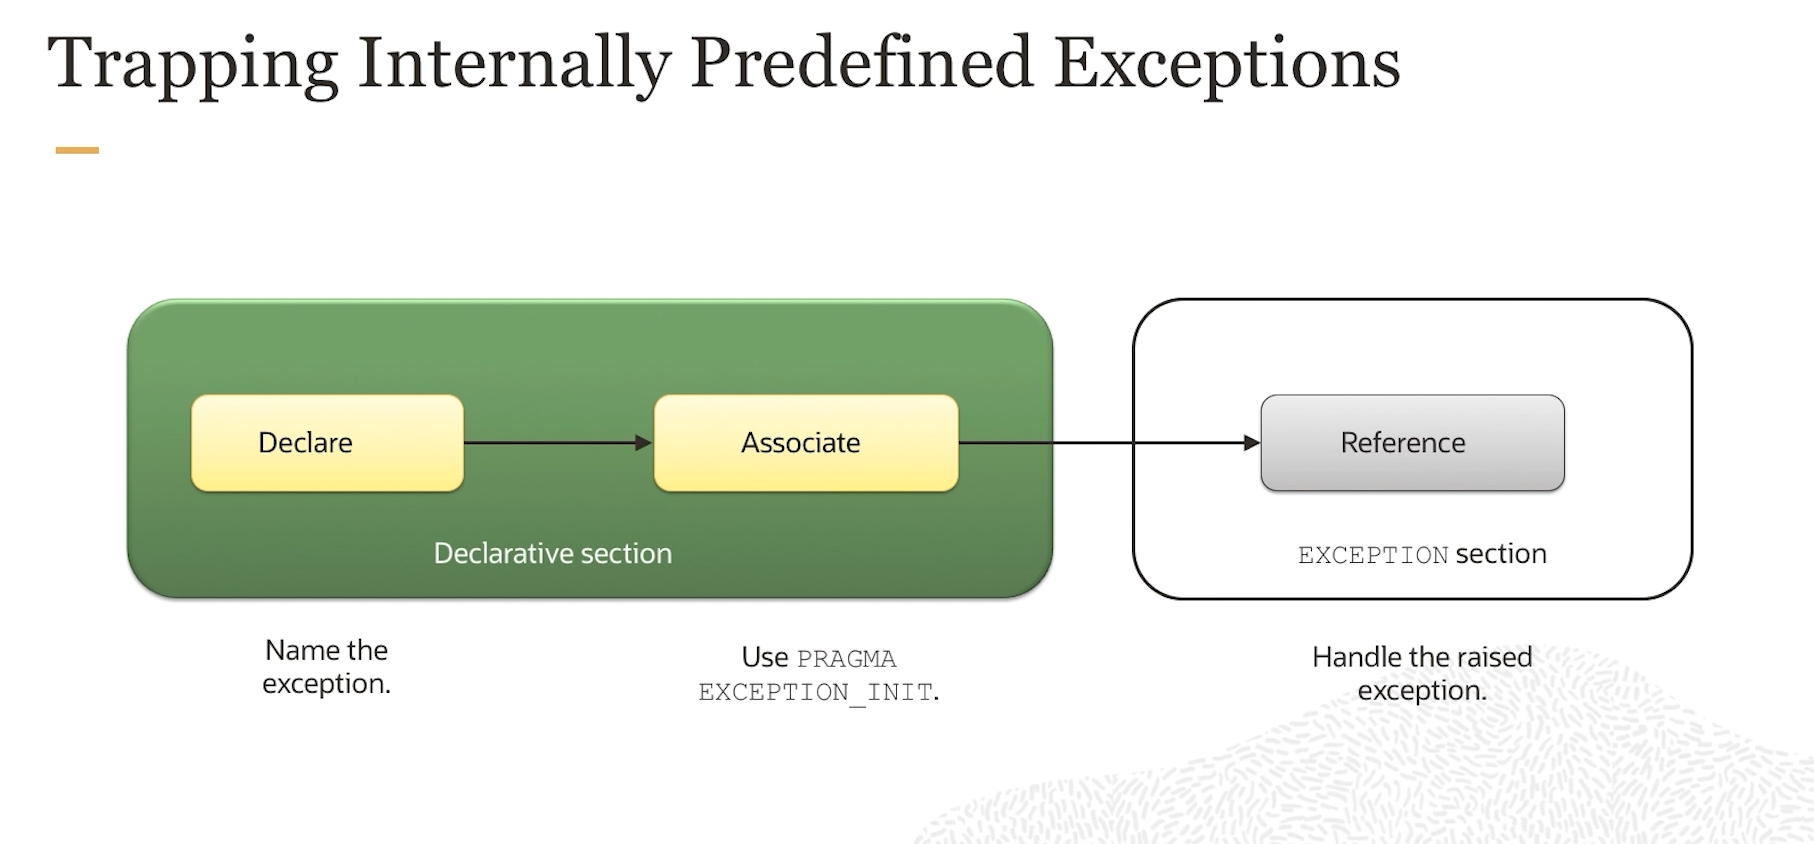 Trapping Internally Predefined Exceptions
Declare
Associate
Reference
Declarative section
EXCEPTION section
Name the
exception.
Use PRAGMA
EXCEPTION_INIT.
Handle the raised
exception.